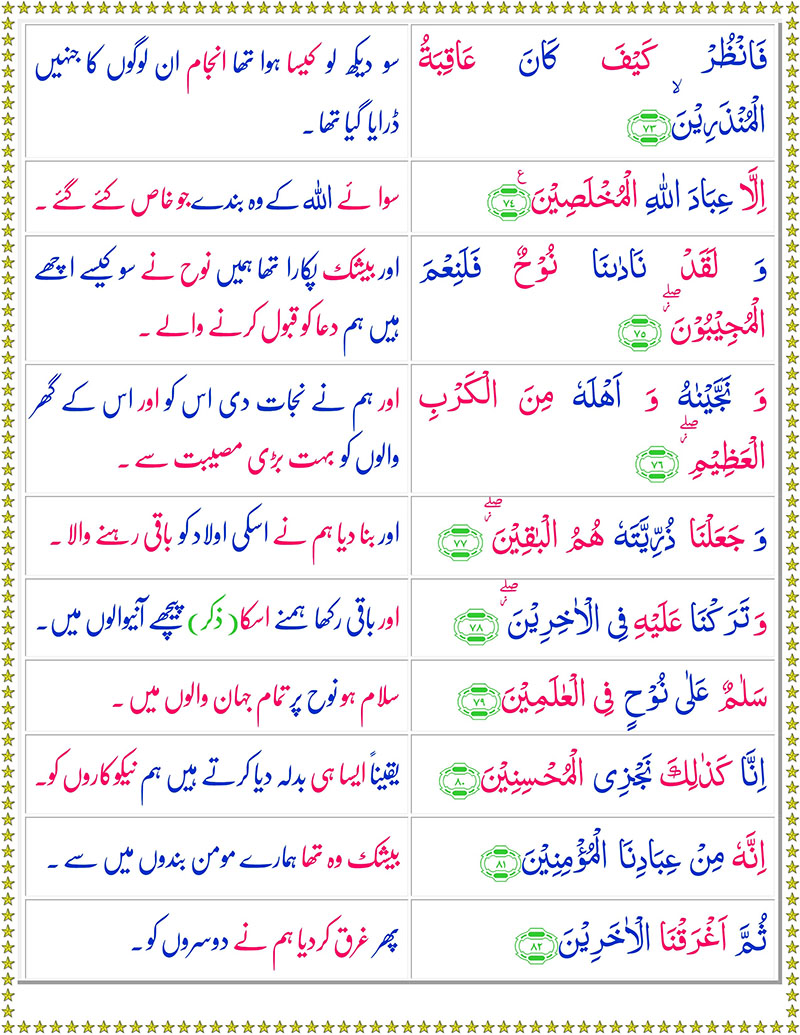 فَانْظُرْ كَيْفَ كَانَ عَاقِبَةُ
الْمُنْذَرِيْنَۙ ﴿۷۳﴾
سو دیکھ لو کیسا ہوا تھا انجام ان لوگوں کا جنہیں
ڈرایا گیا تھا۔
اِلَّا عِبَادَ اللّٰهِ الْمُخْلَصِيْنَ ۧ ﴿۷۴﴾
سوائے اللہ کے وہ بندے جو خاص کئے گئے۔
وَ لَقَدْ نَادٰىنَا نُوْحٌ فَلَنِعْمَ
الْمُجِيْبُوْنَ ۖۚ ﴿۷۵﴾
اور بیشک پکارا تھا ہمیں نوح نے سو کیسے اچھے
ہیں ہم دعا کو قبول کرنے والے۔
وَ نَجَّيْنٰهُ وَ اَهْلَهٗ مِنَ الْكَرْبِ
الْعَظِيْمِ ۖۚ ﴿۷۶﴾
اور ہم نے نجات دی اس کو اور اس کے گھر
والوں کو بہت بڑی مصیبت سے۔
وَ جَعَلْنَا ذُرِّيَّتَهٗ هُمُ الْبٰقِيْنَ ۖۚ ﴿۷۷﴾
اور بنا دیا ہم نے اسکی اولاد کو باقی رہنے والا۔
وَ تَرَكْنَا عَلَيْهِ فِى الْاٰخِرِيْنَ ۖۚ ﴿۷۸﴾
اور باقی رکھا ہمنے اسکا (ذکر) پیچھے آنیوالوں میں۔
سَلٰمٌ عَلٰى نُوْحٍ فِى الْعٰلَمِيْنَ ﴿۷۹﴾
سلام ہو نوح پر تمام جہان والوں میں۔
اِنَّا كَذٰلِكَ نَجْزِى الْمُحْسِنِيْنَ ﴿۸۰﴾
یقیناً ایسا ہی بدلہ دیا کرتے ہیں ہم نیکوکاروں کو۔
اِنَّهٗ مِنْ عِبَادِنَا الْمُؤْمِنِيْنَ ﴿۸۱﴾
بیشک وہ تھا ہمارے مومن بندوں میں سے۔
ثُمَّ اَغْرَقْنَا الْاٰخَرِيْنَ ﴿۸۲﴾
پھر غرق کردیا ہم نے دوسروں کو۔